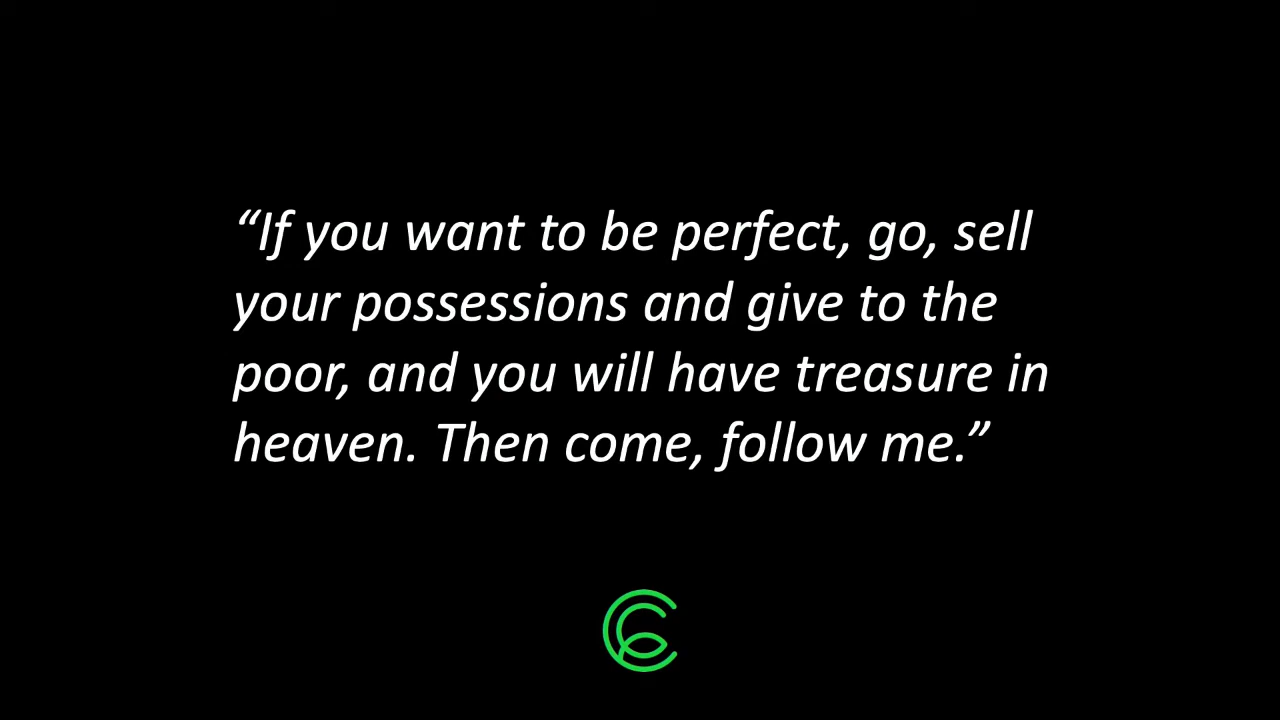 “If you want to be perfect, go, sell
your possessions and give to the
poor, and you will have treasure in
heaven. Then come, follow me.”